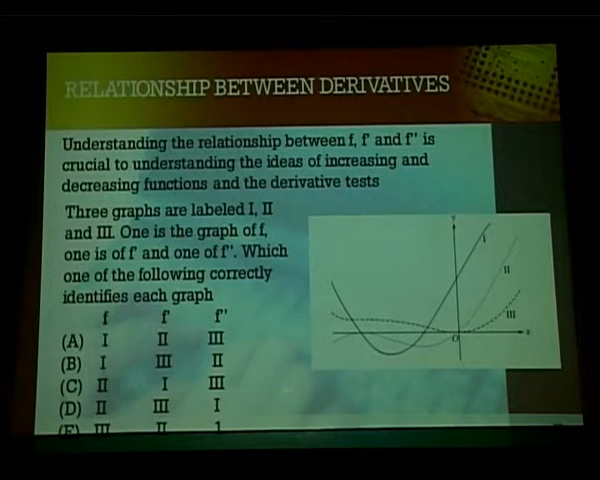 RELATIONSHIP BETWEEN DERIVATIVES
Understanding the relationship between f, f' and f'' is
crucial to understanding the ideas of increasing and
decreasing functions and the derivative tests
Three graphs are labeled I, II
and III. One is the graph of f,
one is of f' and one of f''. Which
one of the following correctly
identifies each graph
f f' f''
(A) I II III
(B) I III II
(C) II I III
(D) II III I
(E) III II 1
y
I
II
III
O
x